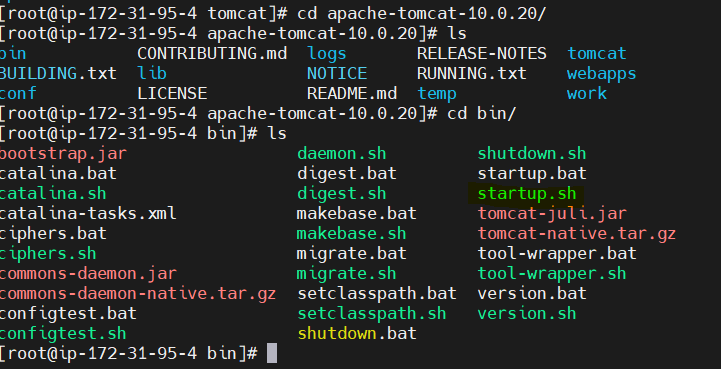 [root@ip-172-31-95-4 tomcat]# cd apache-tomcat-10.0.20/
[root@ip-172-31-95-4 apache-tomcat-10.0.20]# ls
bin CONTRIBUTING.md logs RELEASE-NOTES tomcat
BUILDING.txt lib NOTICE RUNNING.txt webapps
conf LICENSE README.md temp work
[root@ip-172-31-95-4 apache-tomcat-10.0.20]# cd bin/
[root@ip-172-31-95-4 bin]# ls
bootstrap.jar daemon.sh shutdown.sh
catalina.bat digest.bat startup.bat
catalina.sh digest.sh startup.sh
catalina-tasks.xml makebase.bat tomcat-juli.jar
ciphers.bat makebase.sh tomcat-native.tar.gz
ciphers.sh migrate.bat tool-wrapper.bat
commons-daemon.jar migrate.sh tool-wrapper.sh
commons-daemon-native.tar.gz setclasspath.bat version.bat
configtest.bat setclasspath.sh version.sh
configtest.sh shutdown.bat
[root@ip-172-31-95-4 bin]#